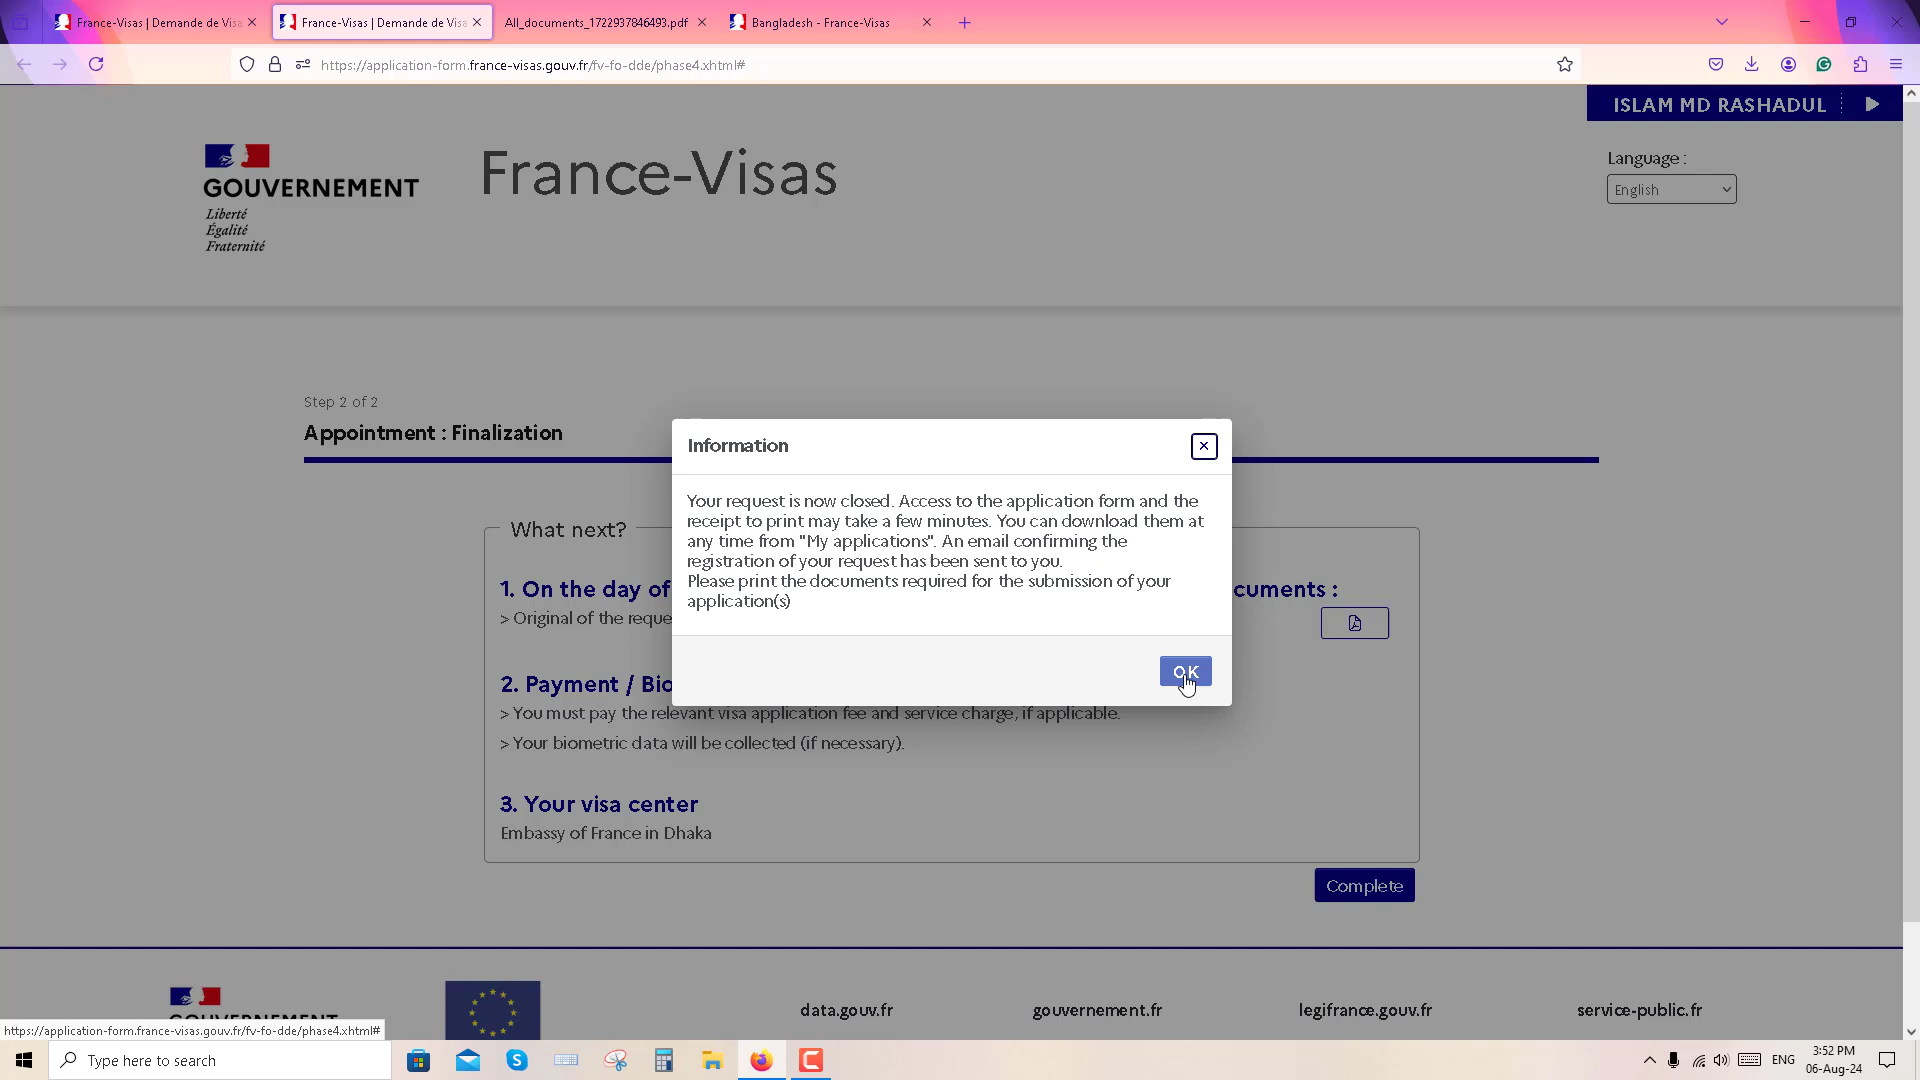 France-Visas | Demande de Visa
France-Visas | Demande de Visa
All_documents_1722937846493.pdf
Bangladesh - France-Visas
https://application-form.france-visas.gouv.fr/fv-fo-dde/phase4.xhtml#
ISLAM MD RASHADUL
Language :
English
GOUVERNEMENT
Liberté
Égalité
Fraternité
France-Visas
Step 2 of 2
Appointment : Finalization
Information
Your request is now closed. Access to the application form and the
receipt to print may take a few minutes. You can download them at
any time from "My applications". An email confirming the
registration of your request has been sent to you.
Please print the documents required for the submission of your
application(s)
OK
What next?
1. On the day of
cuments :
> Original of the reque
2. Payment / Bio
> You must pay the relevant visa application fee and service charge, if applicable.
> Your biometric data will be collected (if necessary).
3. Your visa center
Embassy of France in Dhaka
Complete
GOUVERNEMENT
data.gouv.fr
gouvernement.fr
legifrance.gouv.fr
service-public.fr
https://application-form.france-visas.gouv.fr/fv-fo-dde/phase4.xhtml#
Type here to search
ENG
3:52 PM
06-Aug-24